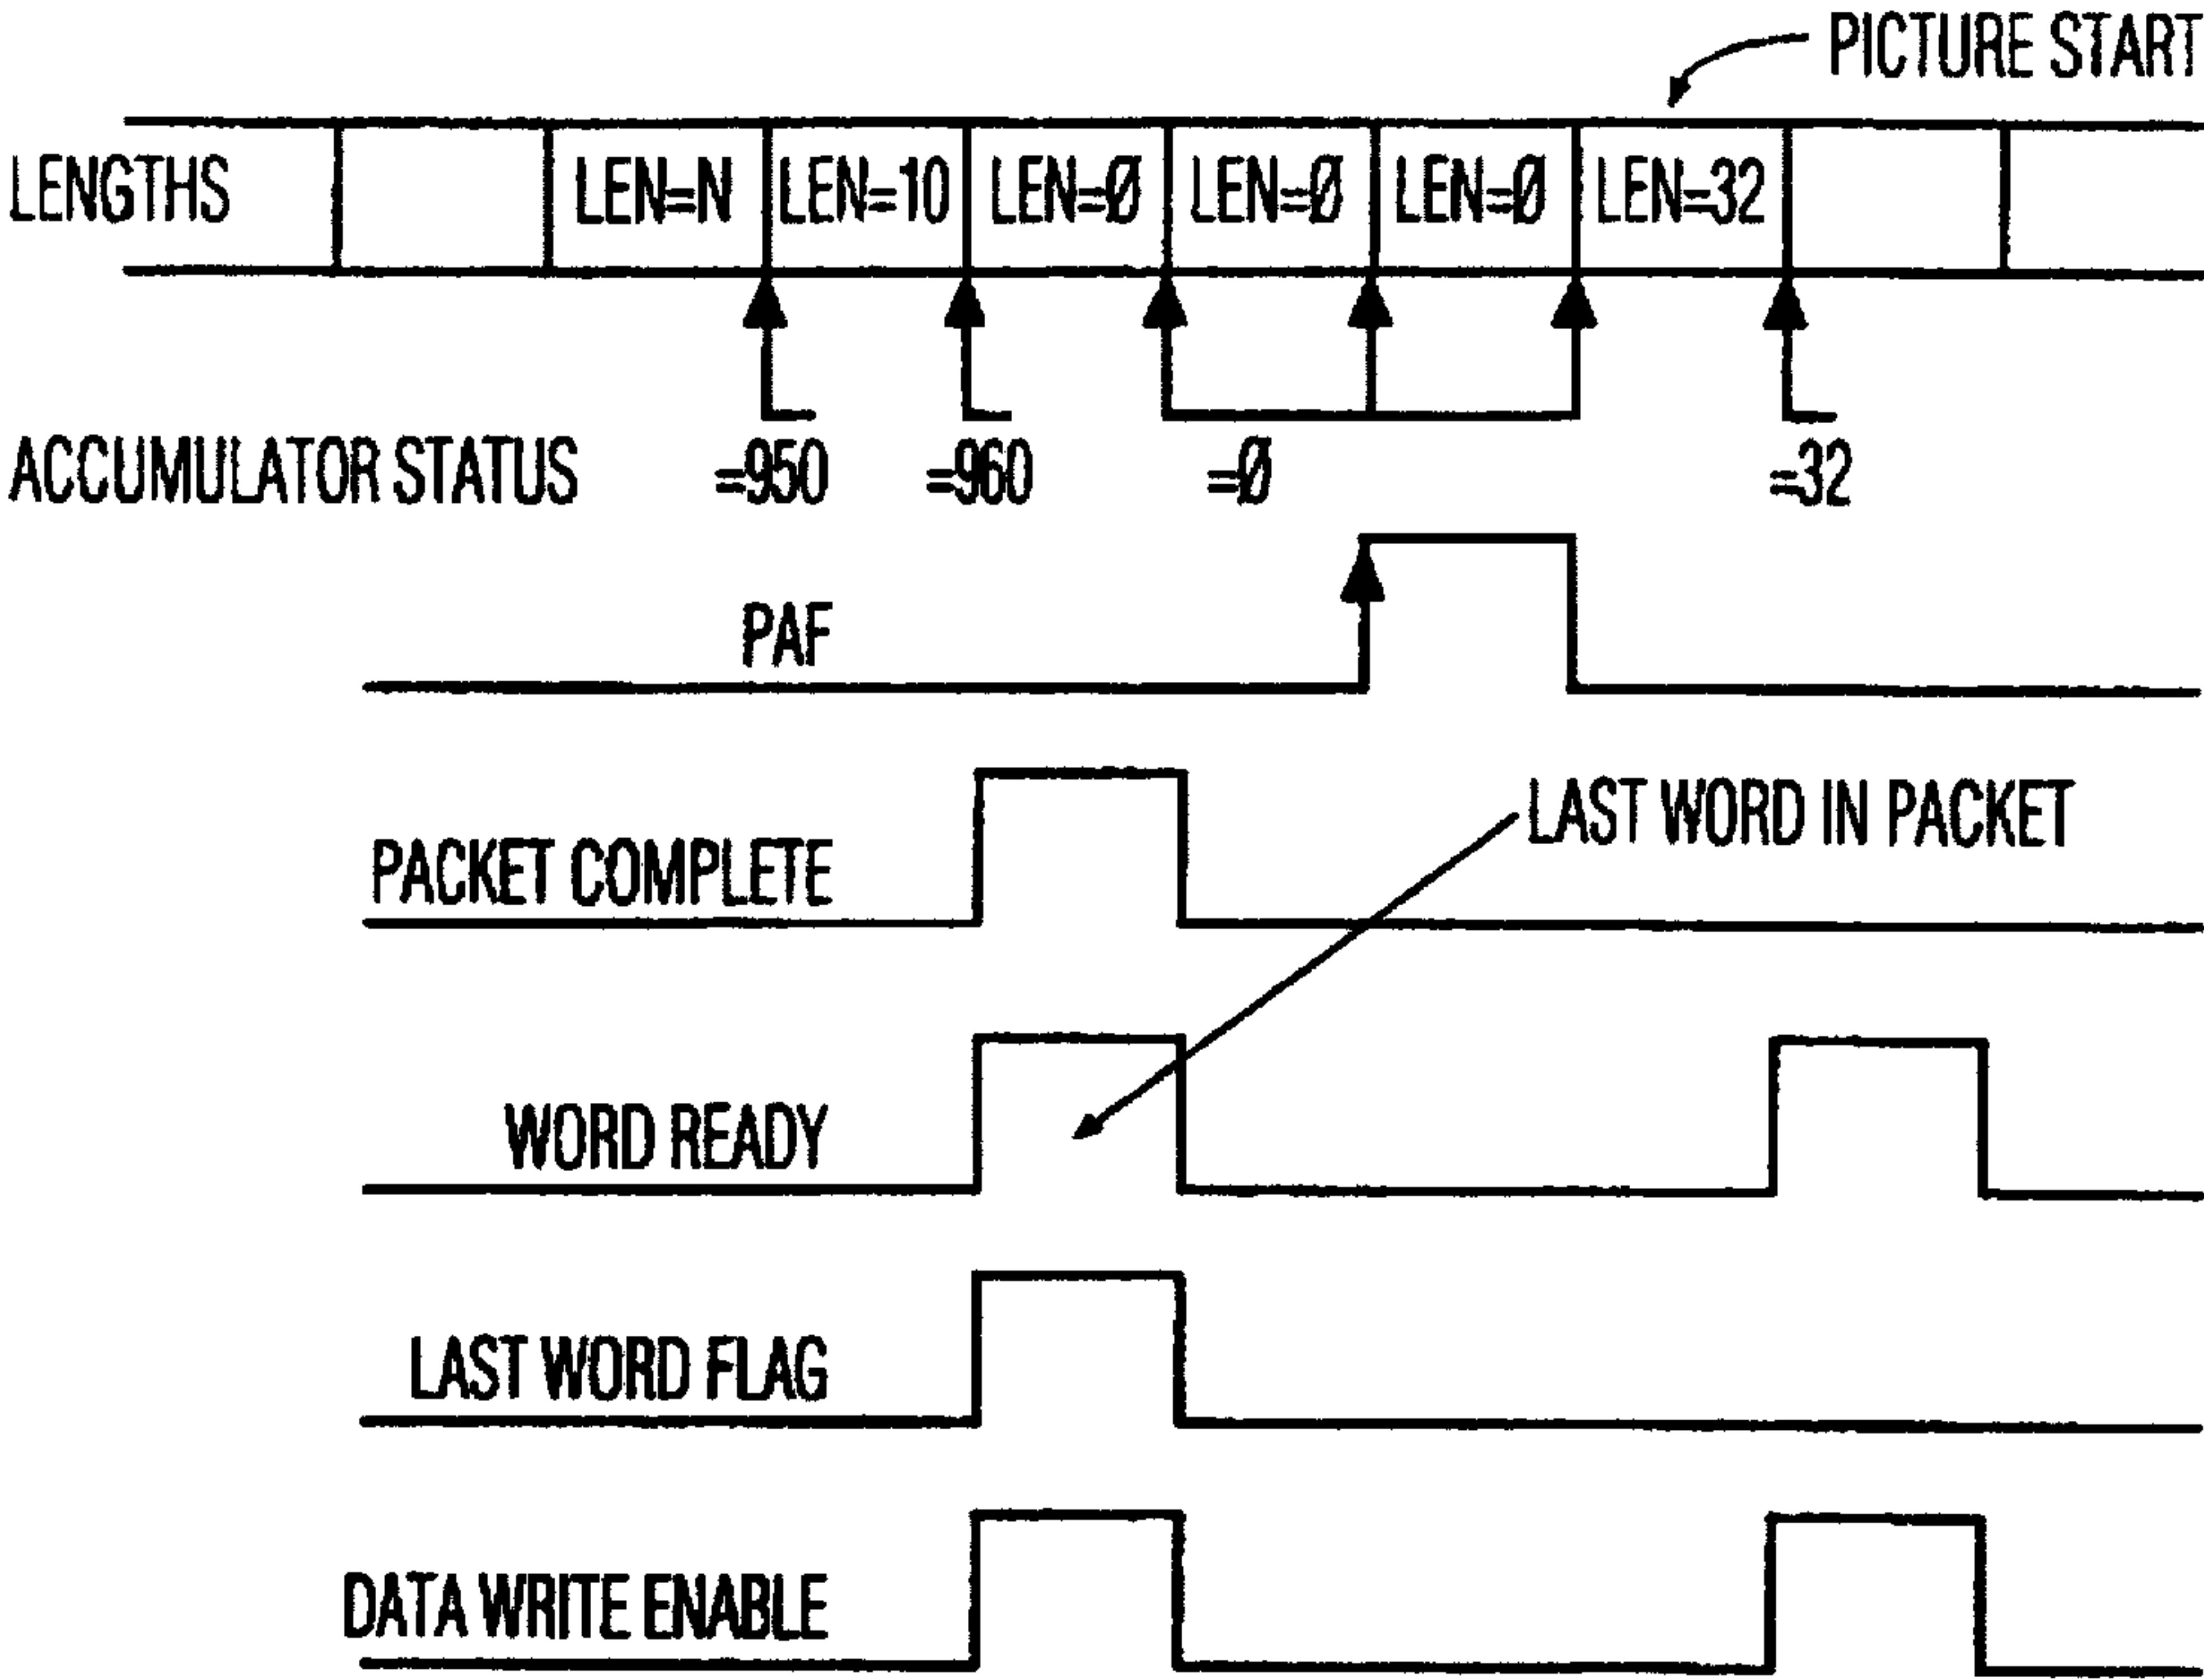 PICTURE START
LENGTHS LEN=N LEN=10 LEN=Ø LEN=Ø LEN=Ø LEN=32
ACCUMULATOR STATUS =950 =960 =Ø =32
PAF
LAST WORD IN PACKET
PACKET COMPLETE
WORD READY
LAST WORD FLAG
DATA WRITE ENABLE